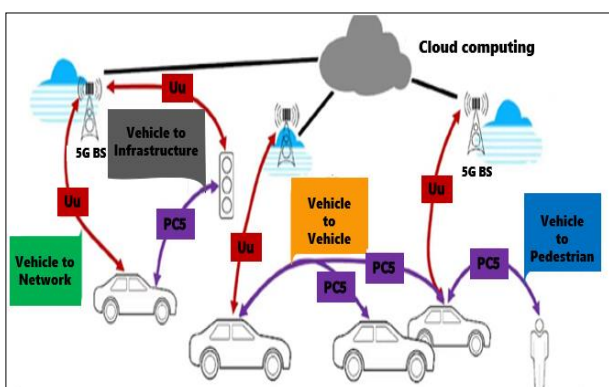 Cloud computing
Uu
5G BS
Vehicle to
Infrastructure
5G BS
Uu
PC5
Uu
Vehicle
to
Vehicle
Uu
Vehicle
to
Pedestrian
Vehicle to
Network
PC5
PC5
PC5